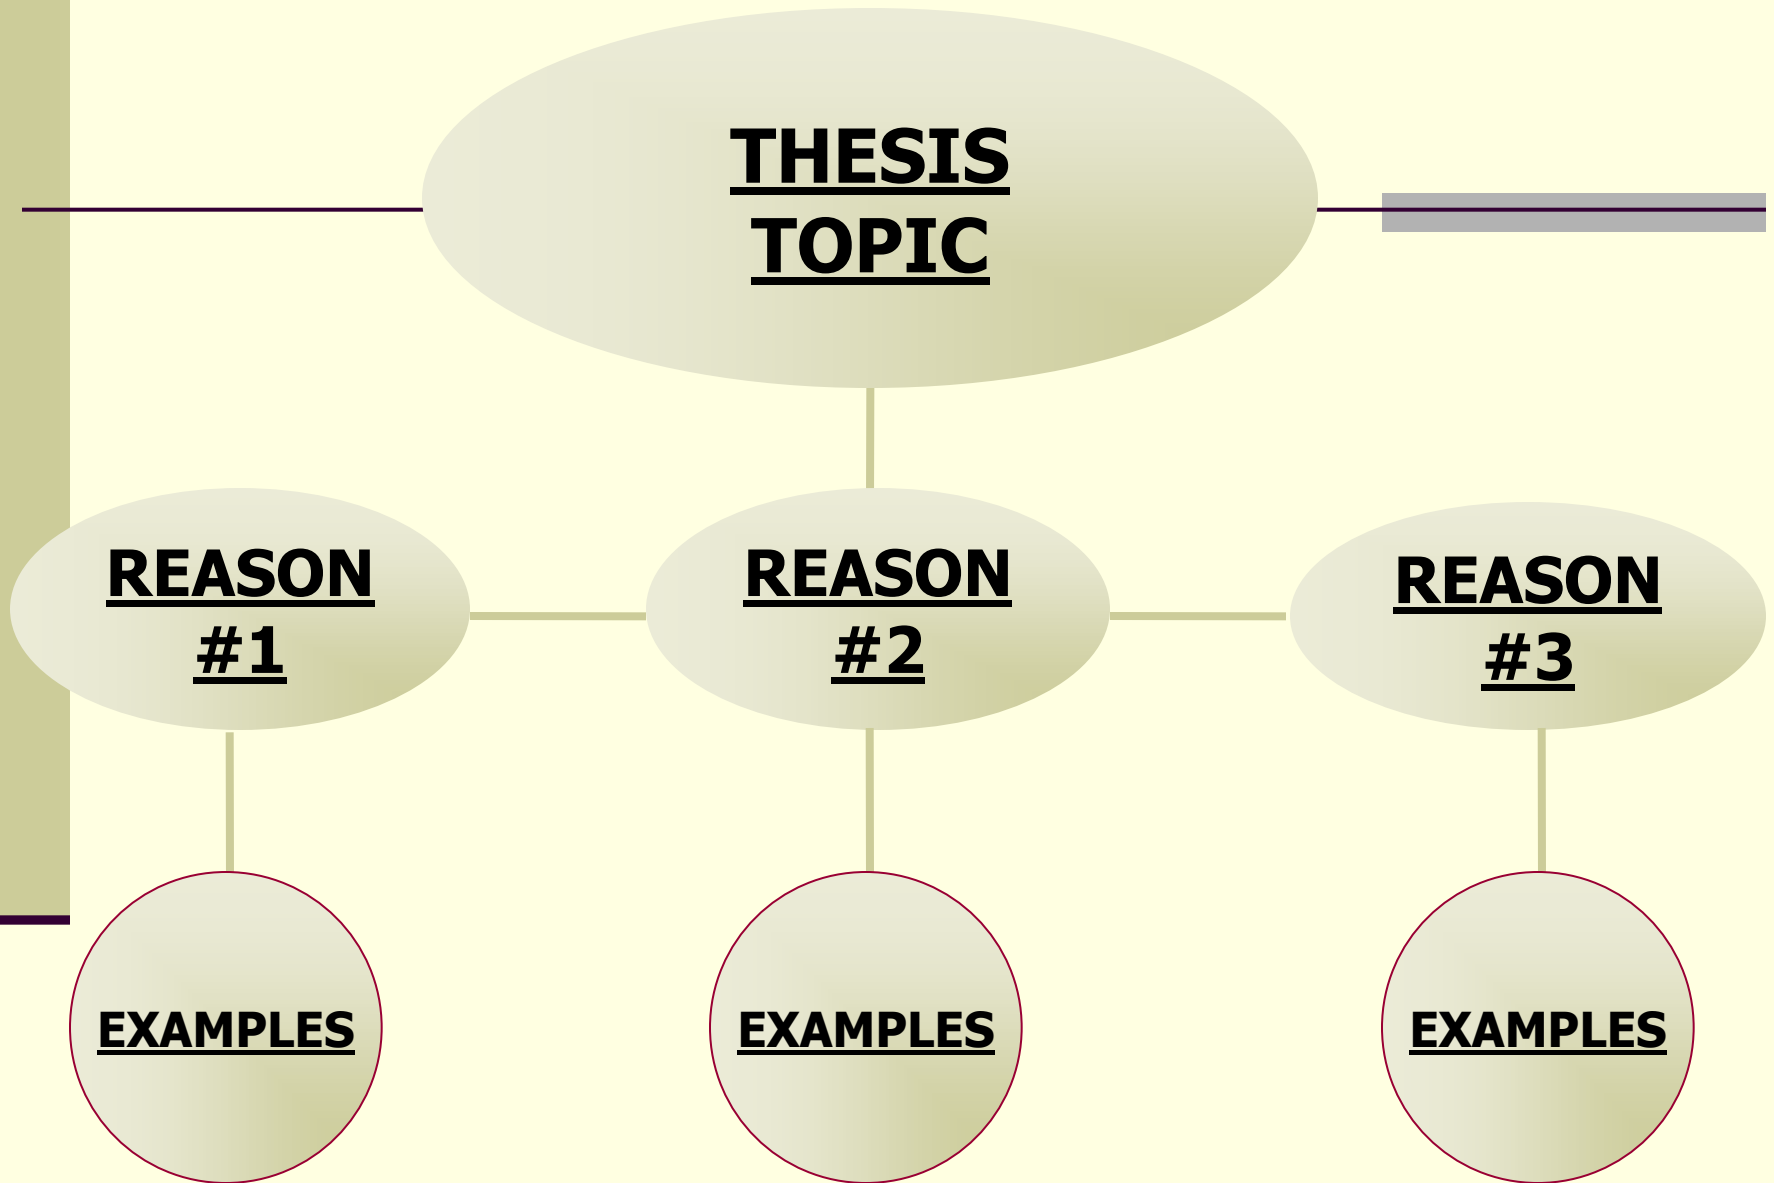 THESIS
TOPIC
REASON
#1
REASON
#2
REASON
#3
EXAMPLES
EXAMPLES
EXAMPLES